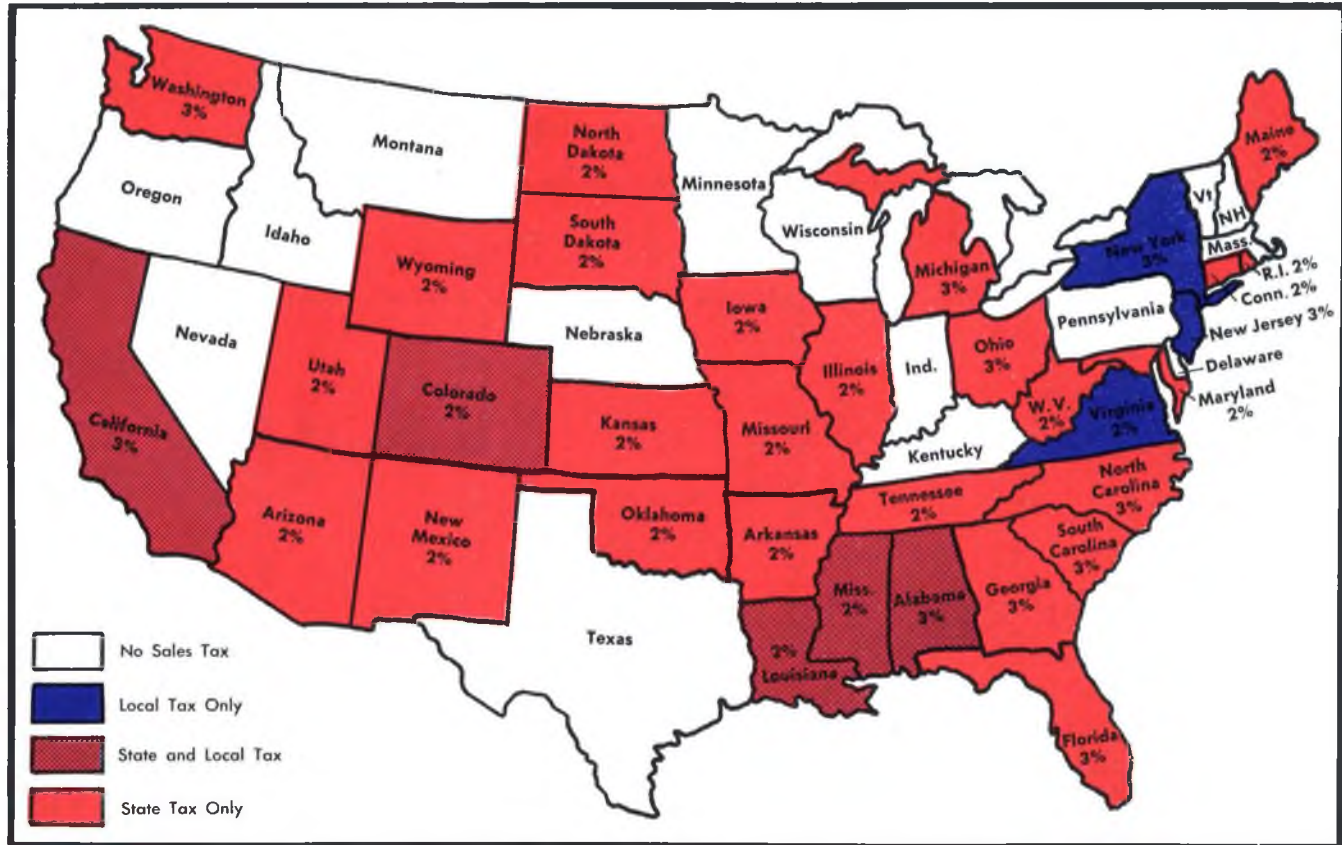 Washington
3%
Montana
North
Dakota
2%
Minnesota
Maine
2%
Oregon
Idaho
Wyoming
2%
South
Dakota
2%
Wisconsin
Michigan
3%
Vt
NH
New York
3%
Mass.
R.I. 2%
Conn. 2%
New Jersey 3%
Delaware
Maryland
2%
Nevada
Utah
2%
Colorado
2%
Nebraska
Iowa
2%
Illinois
2%
Ind.
Ohio
3%
Pennsylvania
W.V.
2%
Virginia
2%
California
3%
Kansas
2%
Missouri
2%
Kentucky
Arizona
2%
New
Mexico
2%
Oklahoma
2%
Arkansas
2%
Tennessee
2%
North
Carolina
3%
South
Carolina
3%
Texas
2%
Louisiana
Miss.
2%
Alabama
3%
Georgia
3%
Florida
3%
No Sales Tax
Local Tax Only
State and Local Tax
State Tax Only